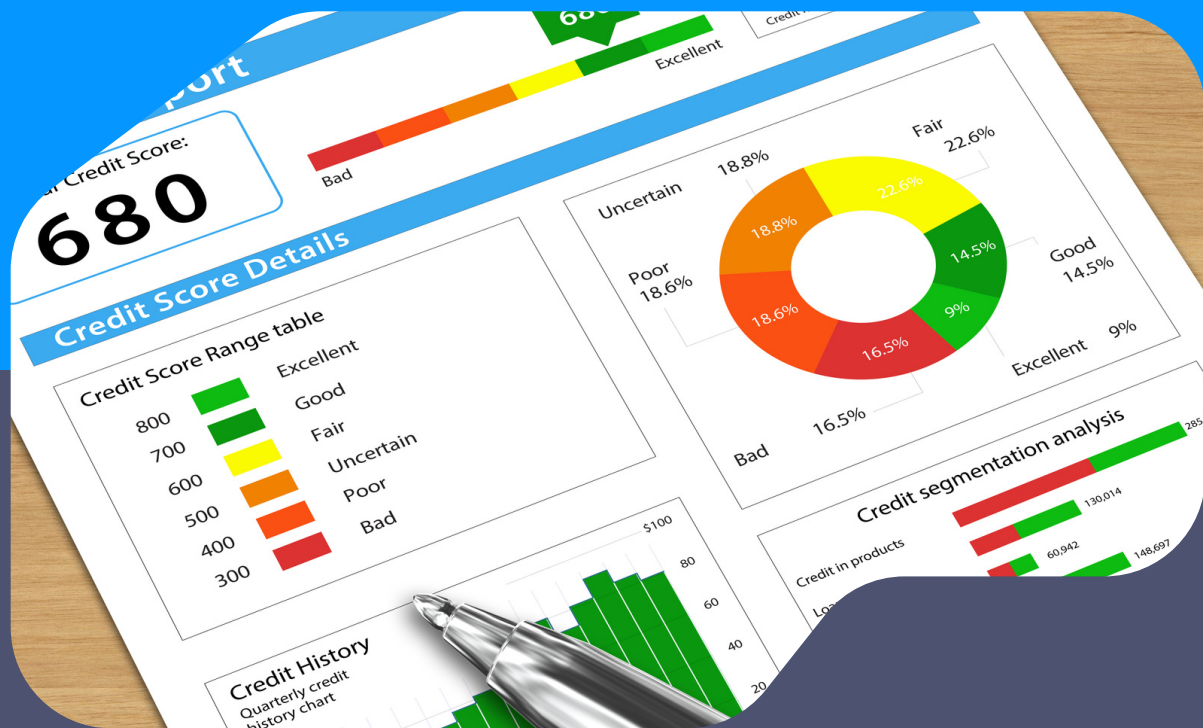 680
Excellent
Bad
Credit Score:
680
Credit Score Details
Credit Score Range table
800 Excellent
700 Good
600 Fair
500 Uncertain
400 Poor
300 Bad
Uncertain 18.8%
Fair 22.6%
Poor 18.6%
Good 14.5%
Excellent 9%
Bad 16.5%
22.6%
18.8%
14.5%
18.6%
9%
16.5%
Credit segmentation analysis
130,014
Credit in products
60,942
148,697
Credit History
Quarterly credit
history chart
$100
80
60
40
20